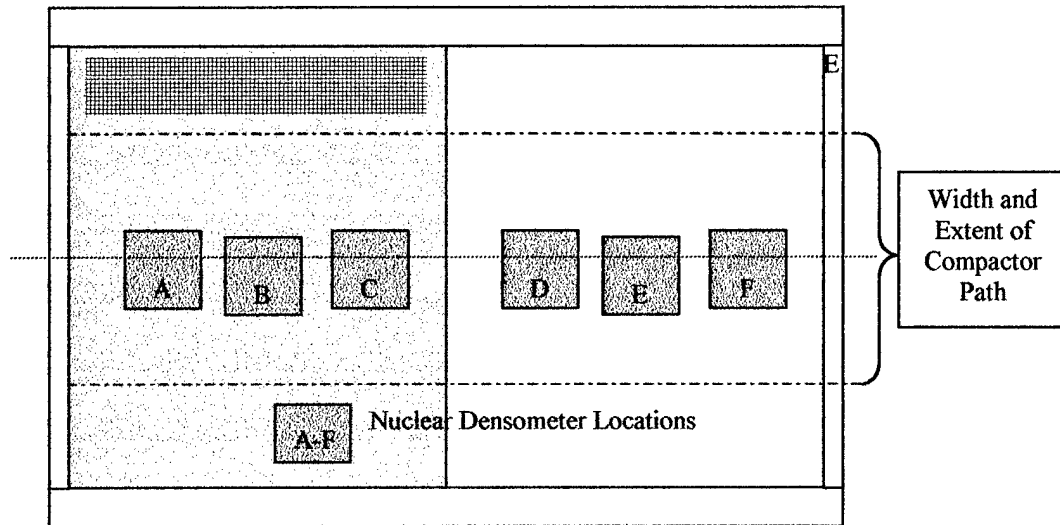 E
Width and
Extent of
Compactor
Path
A
B
C
D
E
F
A-F
Nuclear Densometer Locations